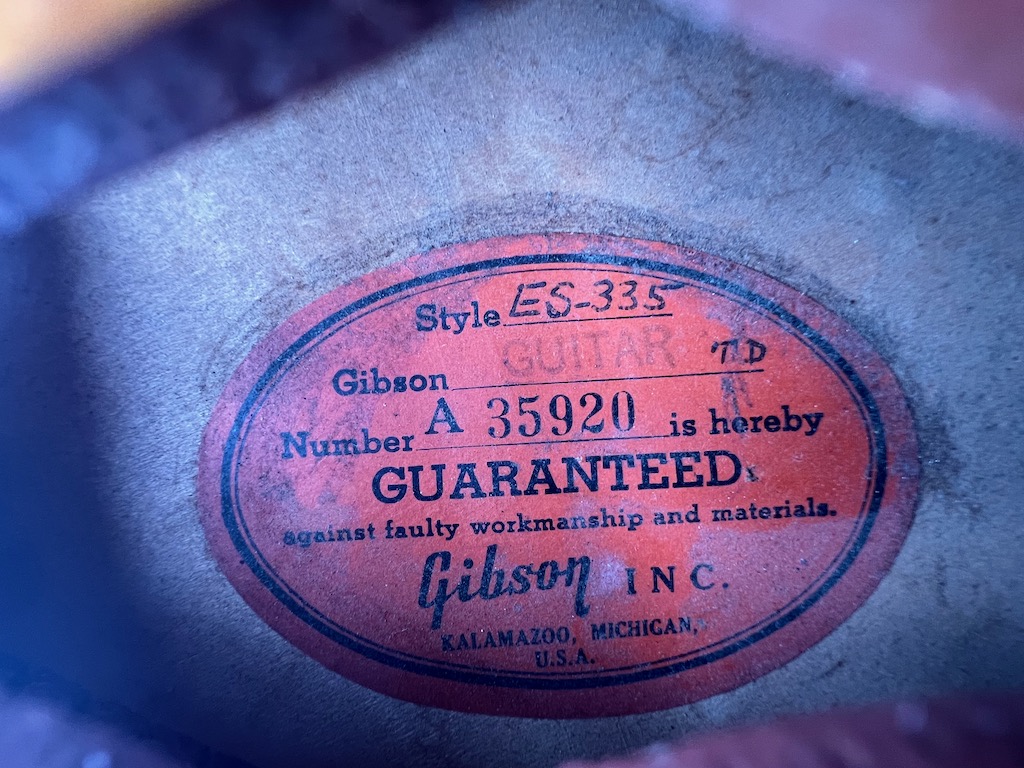 Style ES-335
Gibson GUITAR 'TD
Number A 35920 is hereby
GUARANTEED
against faulty workmanship and materials.
Gibson INC.
KALAMAZOO, MICHIGAN,
U.S.A.